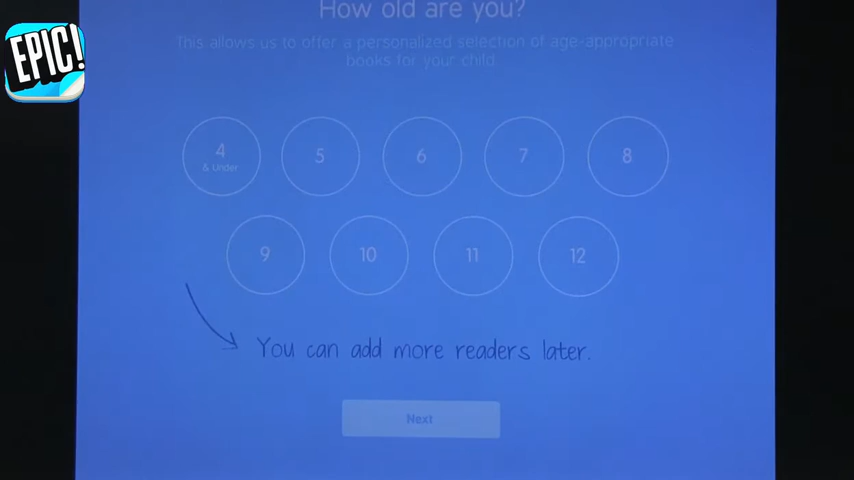 How old are you?
EPIC!
This allows us to offer a personalized selection of age-appropriate
books for your child.
4
& Under
5
6
7
8
9
10
11
12
You can add more readers later.
Next